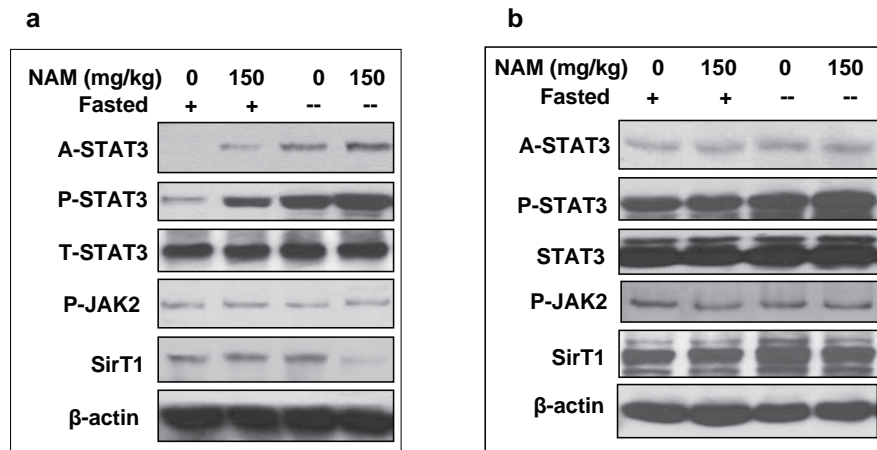 a
NAM (mg/kg) 0 150 0 150
Fasted + + -- --
A-STAT3
P-STAT3
T-STAT3
P-JAK2
SirT1
β-actin
b
NAM (mg/kg) 0 150 0 150
Fasted + + -- --
A-STAT3
P-STAT3
STAT3
P-JAK2
SirT1
β-actin